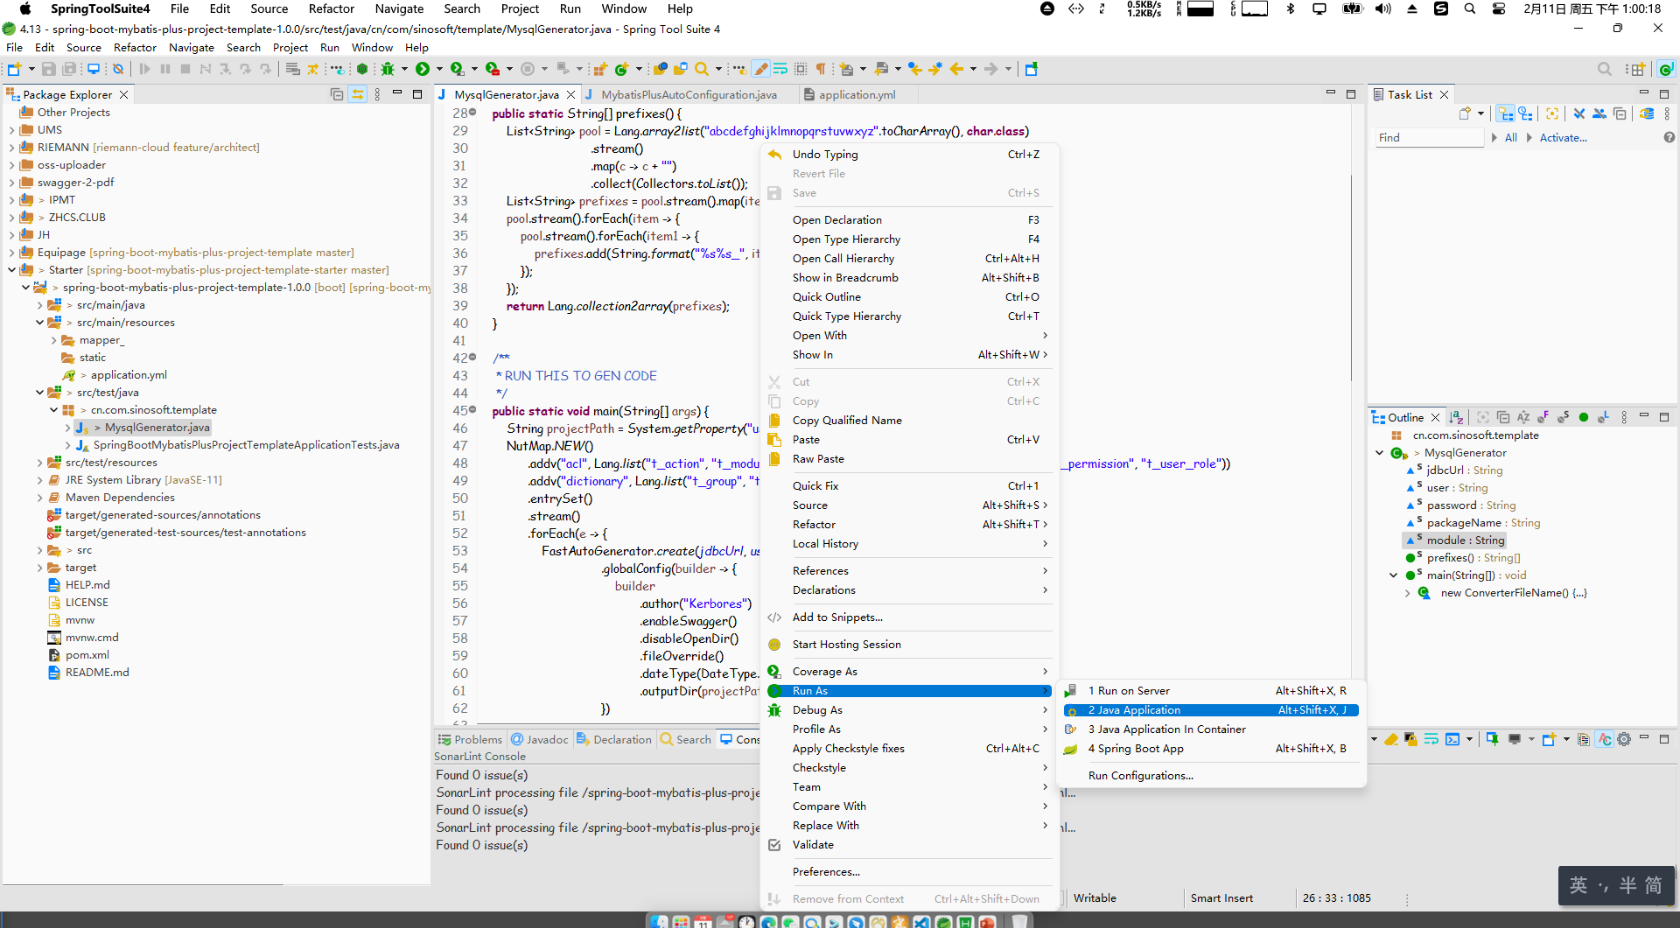 SpringToolSuite4 File Edit Source Refactor Navigate Search Project Run Window Help
0.5KB/s
1.2KB/s
2月11日 周五 下午 1:00:18
4.13 - spring-boot-mybatis-plus-project-template-1.0.0/src/test/java/cn/com/sinosoft/template/MysqlGenerator.java - Spring Tool Suite 4
File Edit Source Refactor Navigate Search Project Run Window Help
Package Explorer
Other Projects
UMS
RIEMANN [riemann-cloud feature/architect]
oss-uploader
swagger-2-pdf
> IPMT
> ZHCS.CLUB
JH
Equipage [spring-boot-mybatis-plus-project-template master]
> Starter [spring-boot-mybatis-plus-project-template-starter master]
> spring-boot-mybatis-plus-project-template-1.0.0 [boot] [spring-boot-my
> src/main/java
> src/main/resources
mapper_
static
> application.yml
> src/test/java
> cn.com.sinosoft.template
> MysqlGenerator.java
SpringBootMybatisPlusProjectTemplateApplicationTests.java
src/test/resources
JRE System Library [JavaSE-11]
Maven Dependencies
target/generated-sources/annotations
target/generated-test-sources/test-annotations
> src
target
HELP.md
LICENSE
mvnw
mvnw.cmd
pom.xml
README.md
MysqlGenerator.java MybatisPlusAutoConfiguration.java application.yml
28 public static String[] prefixes() {
29 List<String> pool = Lang.array2list("abcdefghijklmnopqrstuvwxyz".toCharArray(), char.class)
30 .stream()
31 .map(c -> c + "")
32 .collect(Collectors.toList());
33 List<String> prefixes = pool.stream().map(ite
34 pool.stream().forEach(item -> {
35 pool.stream().forEach(item1 -> {
36 prefixes.add(String.format("%s%s_", it
37 });
38 });
39 return Lang.collection2array(prefixes);
40 }
41
42 /**
43 * RUN THIS TO GEN CODE
44 */
45 public static void main(String[] args) {
46 String projectPath = System.getProperty("u
47 NutMap.NEW()
48 .addv("acl", Lang.list("t_action", "t_modu _permission", "t_user_role"))
49 .addv("dictionary", Lang.list("t_group", "t
50 .entrySet()
51 .stream()
52 .forEach(e -> {
53 FastAutoGenerator.create(jdbcUrl, us
54 .globalConfig(builder -> {
55 builder
56 .author("Kerbores")
57 .enableSwagger()
58 .disableOpenDir()
59 .fileOverride()
60 .dateType(DateType.
61 .outputDir(projectPat
62 })
Undo Typing Ctrl+Z
Revert File
Save Ctrl+S
Open Declaration F3
Open Type Hierarchy F4
Open Call Hierarchy Ctrl+Alt+H
Show in Breadcrumb Alt+Shift+B
Quick Outline Ctrl+O
Quick Type Hierarchy Ctrl+T
Open With
Show In Alt+Shift+W
Cut Ctrl+X
Copy Ctrl+C
Copy Qualified Name
Paste Ctrl+V
Raw Paste
Quick Fix Ctrl+1
Source Alt+Shift+S
Refactor Alt+Shift+T
Local History
References
Declarations
Add to Snippets...
Start Hosting Session
Coverage As
Run As
Debug As
Profile As
Apply Checkstyle fixes Ctrl+Alt+C
Checkstyle
Team
Compare With
Replace With
Validate
Preferences...
Remove from Context Ctrl+Alt+Shift+Down
1 Run on Server Alt+Shift+X, R
2 Java Application Alt+Shift+X, J
3 Java Application In Container
4 Spring Boot App Alt+Shift+X, B
Run Configurations...
Problems Javadoc Declaration Search Cons
SonarLint Console
Found 0 issue(s)
SonarLint processing file /spring-boot-mybatis-plus-proje nl...
Found 0 issue(s)
SonarLint processing file /spring-boot-mybatis-plus-proje nl...
Found 0 issue(s)
Task List
Find All Activate...
Outline
cn.com.sinosoft.template
> MysqlGenerator
jdbcUrl : String
user : String
password : String
packageName : String
module : String
prefixes() : String[]
main(String[]) : void
new ConverterFileName() {...}
Writable Smart Insert 26 : 33 : 1085
英 ·, 半 简
11